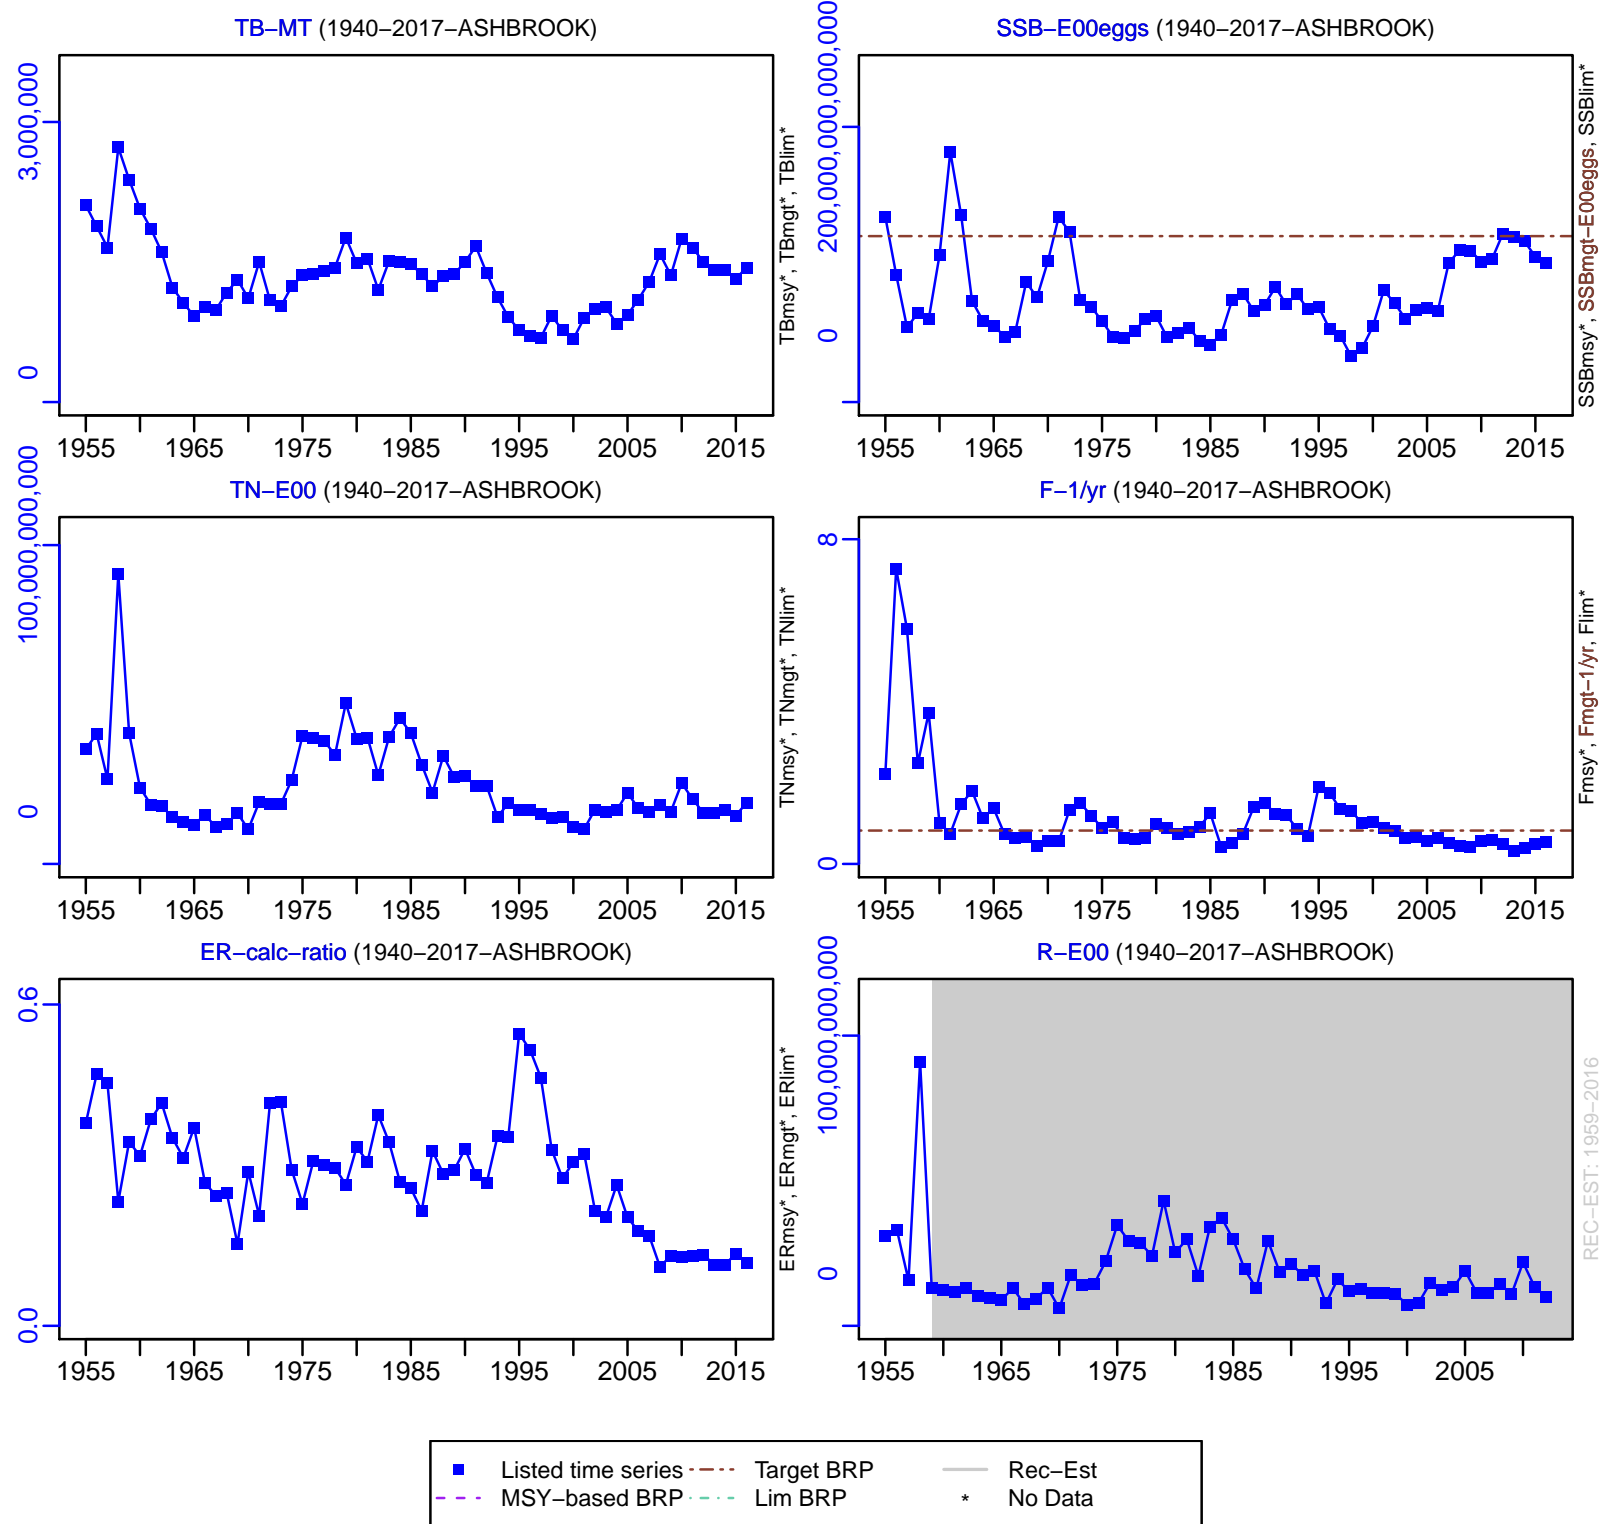 TB−MT (1940−2017−ASHBROOK)
3,000,000
0
1955 1965 1975 1985 1995 2005 2015
TBmsy*, TBmgt*, TBlim*
SSB−E00eggs (1940−2017−ASHBROOK)
200,000,000,000,000
0
1955 1965 1975 1985 1995 2005 2015
SSBmsy*, SSBmgt−E00eggs, SSBlim*
TN−E00 (1940−2017−ASHBROOK)
100,000,000,000
0
1955 1965 1975 1985 1995 2005 2015
TNmsy*, TNmgt*, TNlim*
F−1/yr (1940−2017−ASHBROOK)
8
0
1955 1965 1975 1985 1995 2005 2015
Fmsy*, Fmgt−1/yr, Flim*
ER−calc−ratio (1940−2017−ASHBROOK)
0.6
0.0
1955 1965 1975 1985 1995 2005 2015
ERmsy*, ERmgt*, ERlim*
R−E00 (1940−2017−ASHBROOK)
100,000,000,000
0
1955 1965 1975 1985 1995 2005
REC−EST: 1959−2016
Listed time series Target BRP Rec−Est
MSY−based BRP Lim BRP * No Data